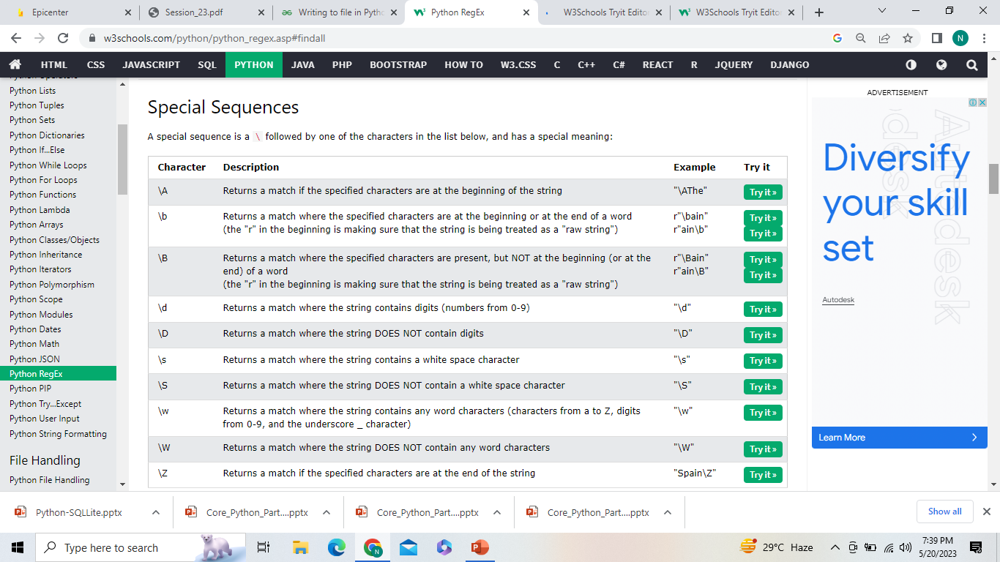 Epicenter
Session_23.pdf
Writing to file in Pytho
Python RegEx
W3Schools Tryit Editor
W3Schools Tryit Editor
w3schools.com/python/python_regex.asp#findall
N
HTML CSS JAVASCRIPT SQL PYTHON JAVA PHP BOOTSTRAP HOW TO W3.CSS C C++ C# REACT R JQUERY DJANGO
Python Operators
Python Lists
Python Tuples
Python Sets
Python Dictionaries
Python If...Else
Python While Loops
Python For Loops
Python Functions
Python Lambda
Python Arrays
Python Classes/Objects
Python Inheritance
Python Iterators
Python Polymorphism
Python Scope
Python Modules
Python Dates
Python Math
Python JSON
Python RegEx
Python PIP
Python Try...Except
Python User Input
Python String Formatting
File Handling
Python File Handling
Special Sequences
A special sequence is a \ followed by one of the characters in the list below, and has a special meaning:
Character Description Example Try it
\A Returns a match if the specified characters are at the beginning of the string "\AThe" Try it »
\b Returns a match where the specified characters are at the beginning or at the end of a word r"\bain" Try it »
(the "r" in the beginning is making sure that the string is being treated as a "raw string") r"ain\b" Try it »
\B Returns a match where the specified characters are present, but NOT at the beginning (or at the r"\Bain" Try it »
end) of a word r"ain\B" Try it »
(the "r" in the beginning is making sure that the string is being treated as a "raw string")
\d Returns a match where the string contains digits (numbers from 0-9) "\d" Try it »
\D Returns a match where the string DOES NOT contain digits "\D" Try it »
\s Returns a match where the string contains a white space character "\s" Try it »
\S Returns a match where the string DOES NOT contain a white space character "\S" Try it »
\w Returns a match where the string contains any word characters (characters from a to Z, digits "\w" Try it »
from 0-9, and the underscore _ character)
\W Returns a match where the string DOES NOT contain any word characters "\W" Try it »
\Z Returns a match if the specified characters are at the end of the string "Spain\Z" Try it »
ADVERTISEMENT
Autodesk
Diversify
your skill
set
Autodesk
Learn More
Python-SQLLite.pptx
Core_Python_Part....pptx
Core_Python_Part....pptx
Core_Python_Part....pptx
Show all
Type here to search
29°C Haze
7:39 PM
5/20/2023